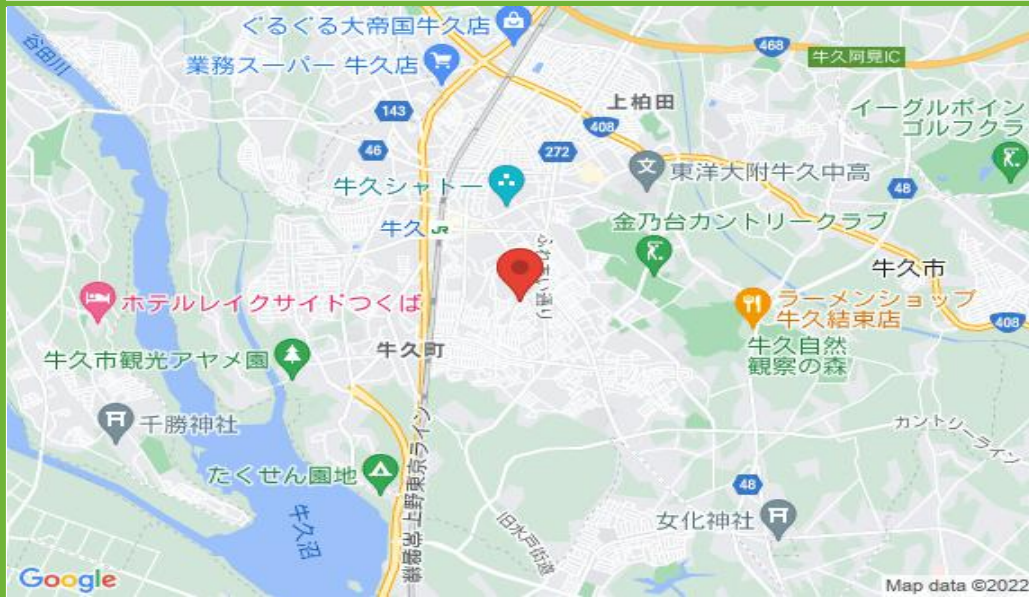 ぐるぐる大帝国牛久店
468
牛久阿見IC
谷田川
業務スーパー 牛久店
上柏田
143
408
イーグルポイン
ゴルフクラ
46
272
東洋大附牛久中高
48
牛久シャトー
金乃台カントリークラブ
牛久
JR
ふれあい通り
牛久市
ホテルレイクサイドつくば
ラーメンショップ
牛久結束店
408
牛久町
牛久市観光アヤメ園
牛久自然
観察の森
千勝神社
カントシーライン
たくせん園地
常磐線 上野東京ライン
48
牛久沼
旧水戸街道
女化神社
Google
Map data ©2022